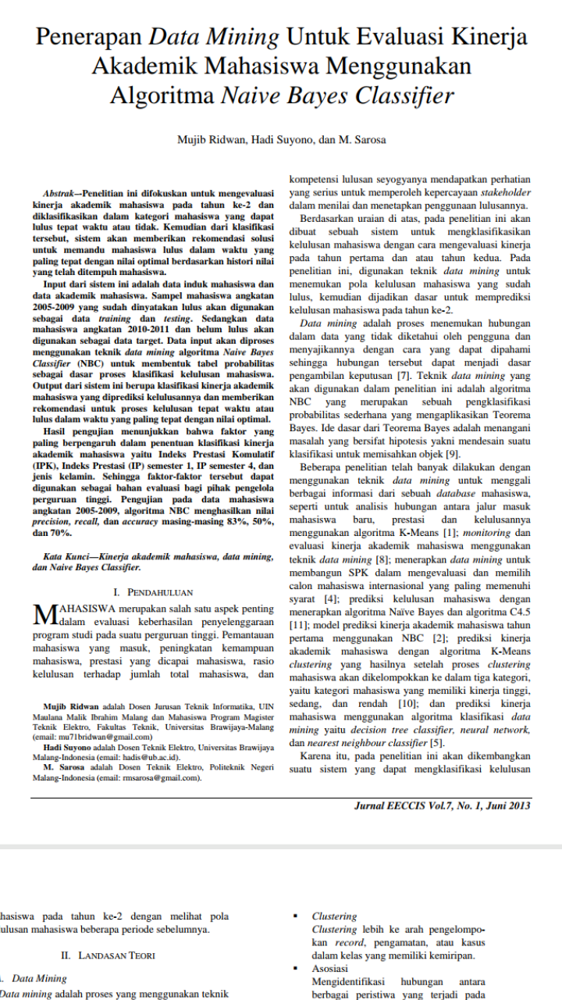 Penerapan Data Mining Untuk Evaluasi Kinerja
Akademik Mahasiswa Menggunakan
Algoritma Naive Bayes Classifier
Mujib Ridwan, Hadi Suyono, dan M. Sarosa
Abstrak—Penelitian ini difokuskan untuk mengevaluasi
kinerja akademik mahasiswa pada tahun ke-2 dan
diklasifikasikan dalam kategori mahasiswa yang dapat
lulus tepat waktu atau tidak. Kemudian dari klasifikasi
tersebut, sistem akan memberikan rekomendasi solusi
untuk memandu mahasiswa lulus dalam waktu yang
paling tepat dengan nilai optimal berdasarkan histori nilai
yang telah ditempuh mahasiswa.
Input dari sistem ini adalah data induk mahasiswa dan
data akademik mahasiswa. Sampel mahasiswa angkatan
2005-2009 yang sudah dinyatakan lulus akan digunakan
sebagai data training dan testing. Sedangkan data
mahasiswa angkatan 2010-2011 dan belum lulus akan
digunakan sebagai data target. Data input akan diproses
menggunakan teknik data mining algoritma Naive Bayes
Classifier (NBC) untuk membentuk tabel probabilitas
sebagai dasar proses klasifikasi kelulusan mahasiswa.
Output dari sistem ini berupa klasifikasi kinerja akademik
mahasiswa yang diprediksi kelulusannya dan memberikan
rekomendasi untuk proses kelulusan tepat waktu atau
lulus dalam waktu yang paling tepat dengan nilai optimal.
Hasil pengujian menunjukkan bahwa faktor yang
paling berpengaruh dalam penentuan klasifikasi kinerja
akademik mahasiswa yaitu Indeks Prestasi Komulatif
(IPK), Indeks Prestasi (IP) semester 1, IP semester 4, dan
jenis kelamin. Sehingga faktor-faktor tersebut dapat
digunakan sebagai bahan evaluasi bagi pihak pengelola
perguruan tinggi. Pengujian pada data mahasiswa
angkatan 2005-2009, algoritma NBC menghasilkan nilai
precision, recall, dan accuracy masing-masing 83%, 50%,
dan 70%.
Kata Kunci—Kinerja akademik mahasiswa, data mining,
dan Naive Bayes Classifier.
I. PENDAHULUAN
MAHASISWA merupakan salah satu aspek penting
dalam evaluasi keberhasilan penyelenggaraan
program studi pada suatu perguruan tinggi. Pemantauan
mahasiswa yang masuk, peningkatan kemampuan
mahasiswa, prestasi yang dicapai mahasiswa, rasio
kelulusan terhadap jumlah total mahasiswa, dan
Mujib Ridwan adalah Dosen Jurusan Teknik Informatika, UIN
Maulana Malik Ibrahim Malang dan Mahasiswa Program Magister
Teknik Elektro, Fakultas Teknik, Universitas Brawijaya-Malang
(email: mu71bridwan@gmail.com)
Hadi Suyono adalah Dosen Teknik Elektro, Universitas Brawijaya
Malang-Indonesia (email: hadis@ub.ac.id).
M. Sarosa adalah Dosen Teknik Elektro, Politeknik Negeri
Malang-Indonesia (email: rmsarosa@gmail.com).
kompetensi lulusan seyogyanya mendapatkan perhatian
yang serius untuk memperoleh kepercayaan stakeholder
dalam menilai dan menetapkan penggunaan lulusannya.
Berdasarkan uraian di atas, pada penelitian ini akan
dibuat sebuah sistem untuk mengklasifikasikan
kelulusan mahasiswa dengan cara mengevaluasi kinerja
pada tahun pertama dan atau tahun kedua. Pada
penelitian ini, digunakan teknik data mining untuk
menemukan pola kelulusan mahasiswa yang sudah
lulus, kemudian dijadikan dasar untuk memprediksi
kelulusan mahasiswa pada tahun ke-2.
Data mining adalah proses menemukan hubungan
dalam data yang tidak diketahui oleh pengguna dan
menyajikannya dengan cara yang dapat dipahami
sehingga hubungan tersebut dapat menjadi dasar
pengambilan keputusan [7]. Teknik data mining yang
akan digunakan dalam penelitian ini adalah algoritma
NBC yang merupakan sebuah pengklasifikasi
probabilitas sederhana yang mengaplikasikan Teorema
Bayes. Ide dasar dari Teorema Bayes adalah menangani
masalah yang bersifat hipotesis yakni mendesain suatu
klasifikasi untuk memisahkan objek [9].
Beberapa penelitian telah banyak dilakukan dengan
menggunakan teknik data mining untuk menggali
berbagai informasi dari sebuah database mahasiswa,
seperti untuk analisis hubungan antara jalur masuk
mahasiswa baru, prestasi dan kelulusannya
menggunakan algoritma K-Means [1]; monitoring dan
evaluasi kinerja akademik mahasiswa menggunakan
teknik data mining [8]; menerapkan data mining untuk
membangun SPK dalam mengevaluasi dan memilih
calon mahasiswa internasional yang paling memenuhi
syarat [4]; prediksi kelulusan mahasiswa dengan
menerapkan algoritma Naïve Bayes dan algoritma C4.5
[11]; model prediksi kinerja akademik mahasiswa tahun
pertama menggunakan NBC [2]; prediksi kinerja
akademik mahasiswa dengan algoritma K-Means
clustering yang hasilnya setelah proses clustering
mahasiswa akan dikelompokkan ke dalam tiga kategori,
yaitu kategori mahasiswa yang memiliki kinerja tinggi,
sedang, dan rendah [10]; dan prediksi kinerja
mahasiswa menggunakan algoritma klasifikasi data
mining yaitu decision tree classifier, neural network,
dan nearest neighbour classifier [5].
Karena itu, pada penelitian ini akan dikembangkan
suatu sistem yang dapat mengklasifikasi kelulusan
Jurnal EECCIS Vol.7, No. 1, Juni 2013
hasiswa pada tahun ke-2 dengan melihat pola
ulusan mahasiswa beberapa periode sebelumnya.
II. LANDASAN TEORI
. Data Mining
Data mining adalah proses yang menggunakan teknik
▪ Clustering
Clustering lebih ke arah pengelompo-
kan record, pengamatan, atau kasus
dalam kelas yang memiliki kemiripan.
▪ Asosiasi
Mengidentifikasi hubungan antara
berbagai peristiwa yang terjadi pada